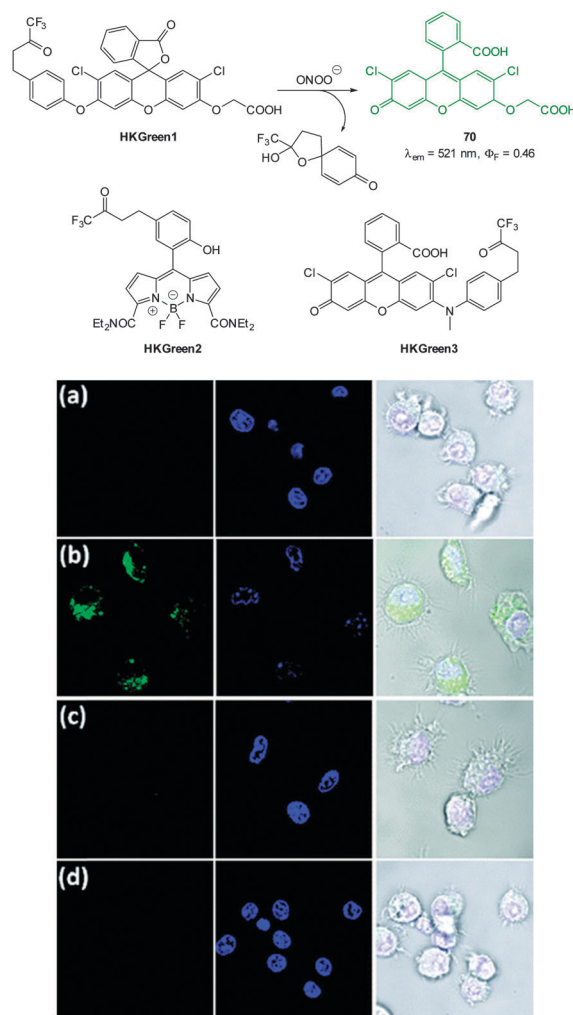 CF₃
O
O
O
Cl
Cl
O
O
O
COOH
HKGreen1
ONOO⊖
F₃C
HO
O
O
COOH
Cl
Cl
O
O
O
COOH
70
λem = 521 nm, ΦF = 0.46
O
F₃C
OH
N
N
⊕
B
⊖
F
F
CONEt₂
Et₂NOC
HKGreen2
COOH
CF₃
O
Cl
Cl
O
O
N
HKGreen3
(a)
(b)
(c)
(d)